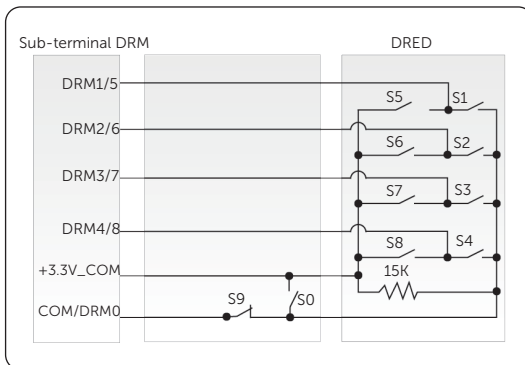 Sub-terminal DRM DRED
DRM1/5
S5 S1
DRM2/6
S6 S2
DRM3/7
S7 S3
DRM4/8
S8 S4
+3.3V_COM
15K
S9 S0
COM/DRM0